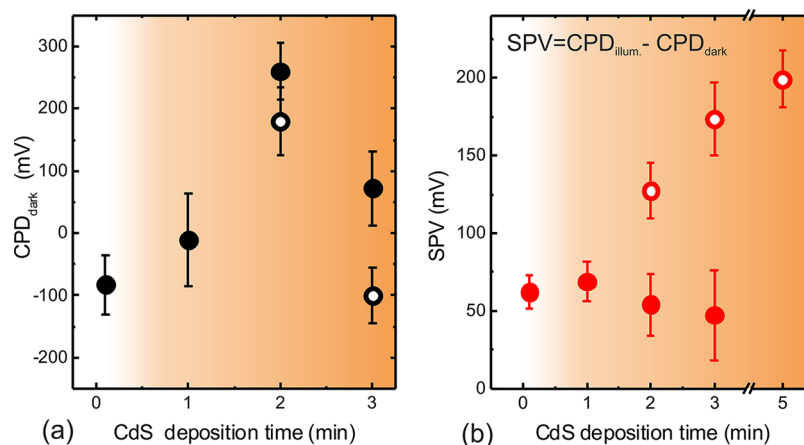 300
200
100
0
-100
-200
CPD_dark (mV)
0 1 2 3
(a) CdS deposition time (min)
SPV=CPD_illum.- CPD_dark
200
150
100
50
0
SPV (mV)
0 1 2 3 5
(b) CdS deposition time (min)